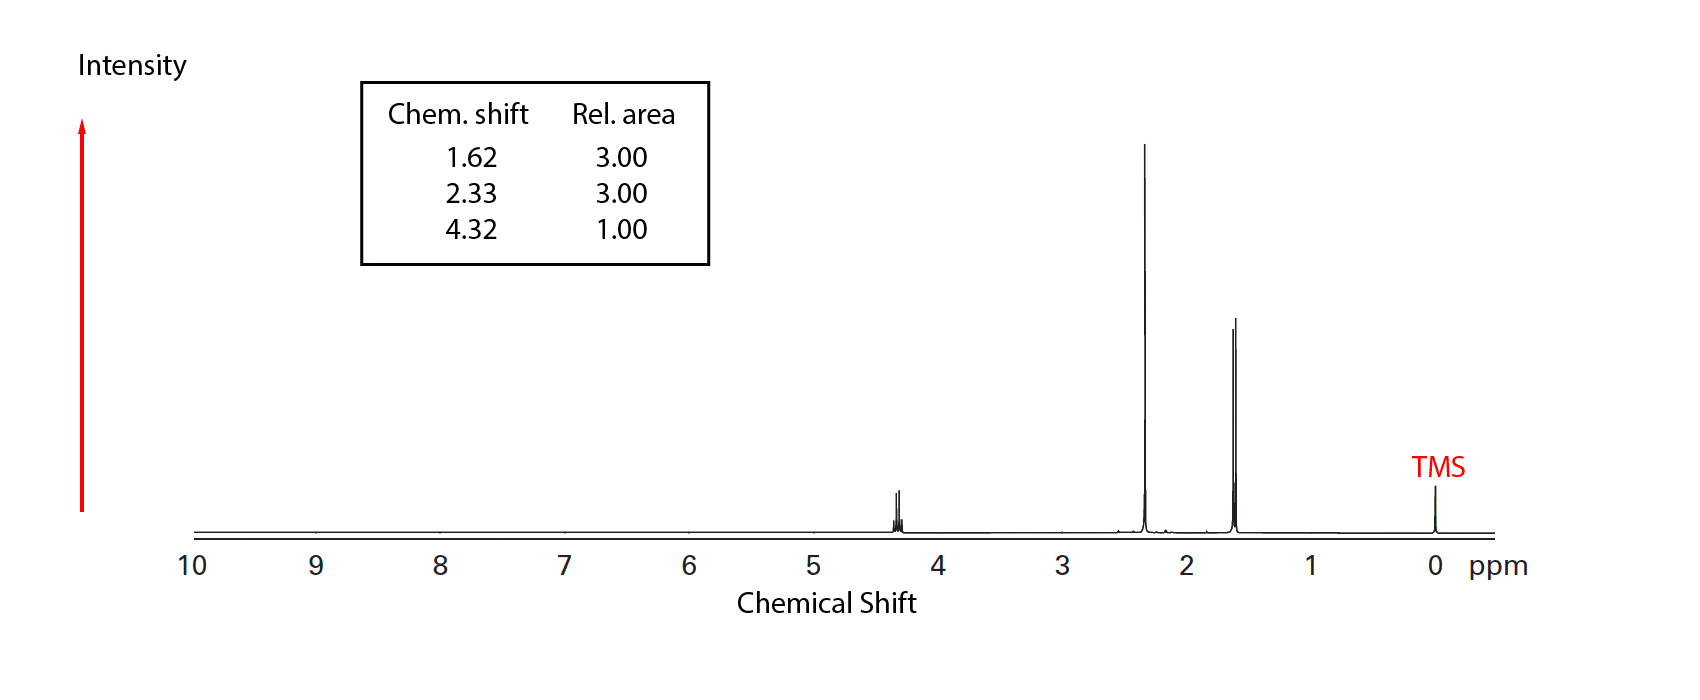 Intensity
Chem. shift Rel. area
1.62 3.00
2.33 3.00
4.32 1.00
TMS
10 9 8 7 6 5 4 3 2 1 0 ppm
Chemical Shift